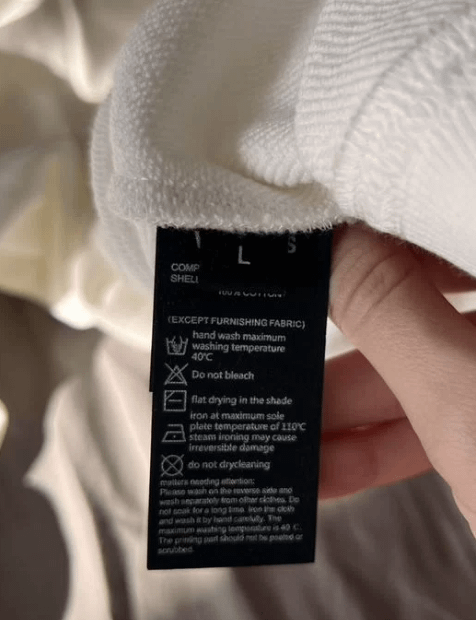 S
L
COMP
SHELL
100% COTTON
(EXCEPT FURNISHING FABRIC)
hand wash maximum
washing temperature
40℃
Do not bleach
flat drying in the shade
iron at maximum sole
plate temperature of 110℃
steam ironing may cause
irreversible damage
do not drycleaning
matters needing attention:
Please wash on the reverse side and
wash separately from other clothes. Do
not soak for a long time. Iron the cloth
and wash it by hand carefully. The
maximum washing temperature is 40 C.
The printing part should not be pasted or
scrubbed.